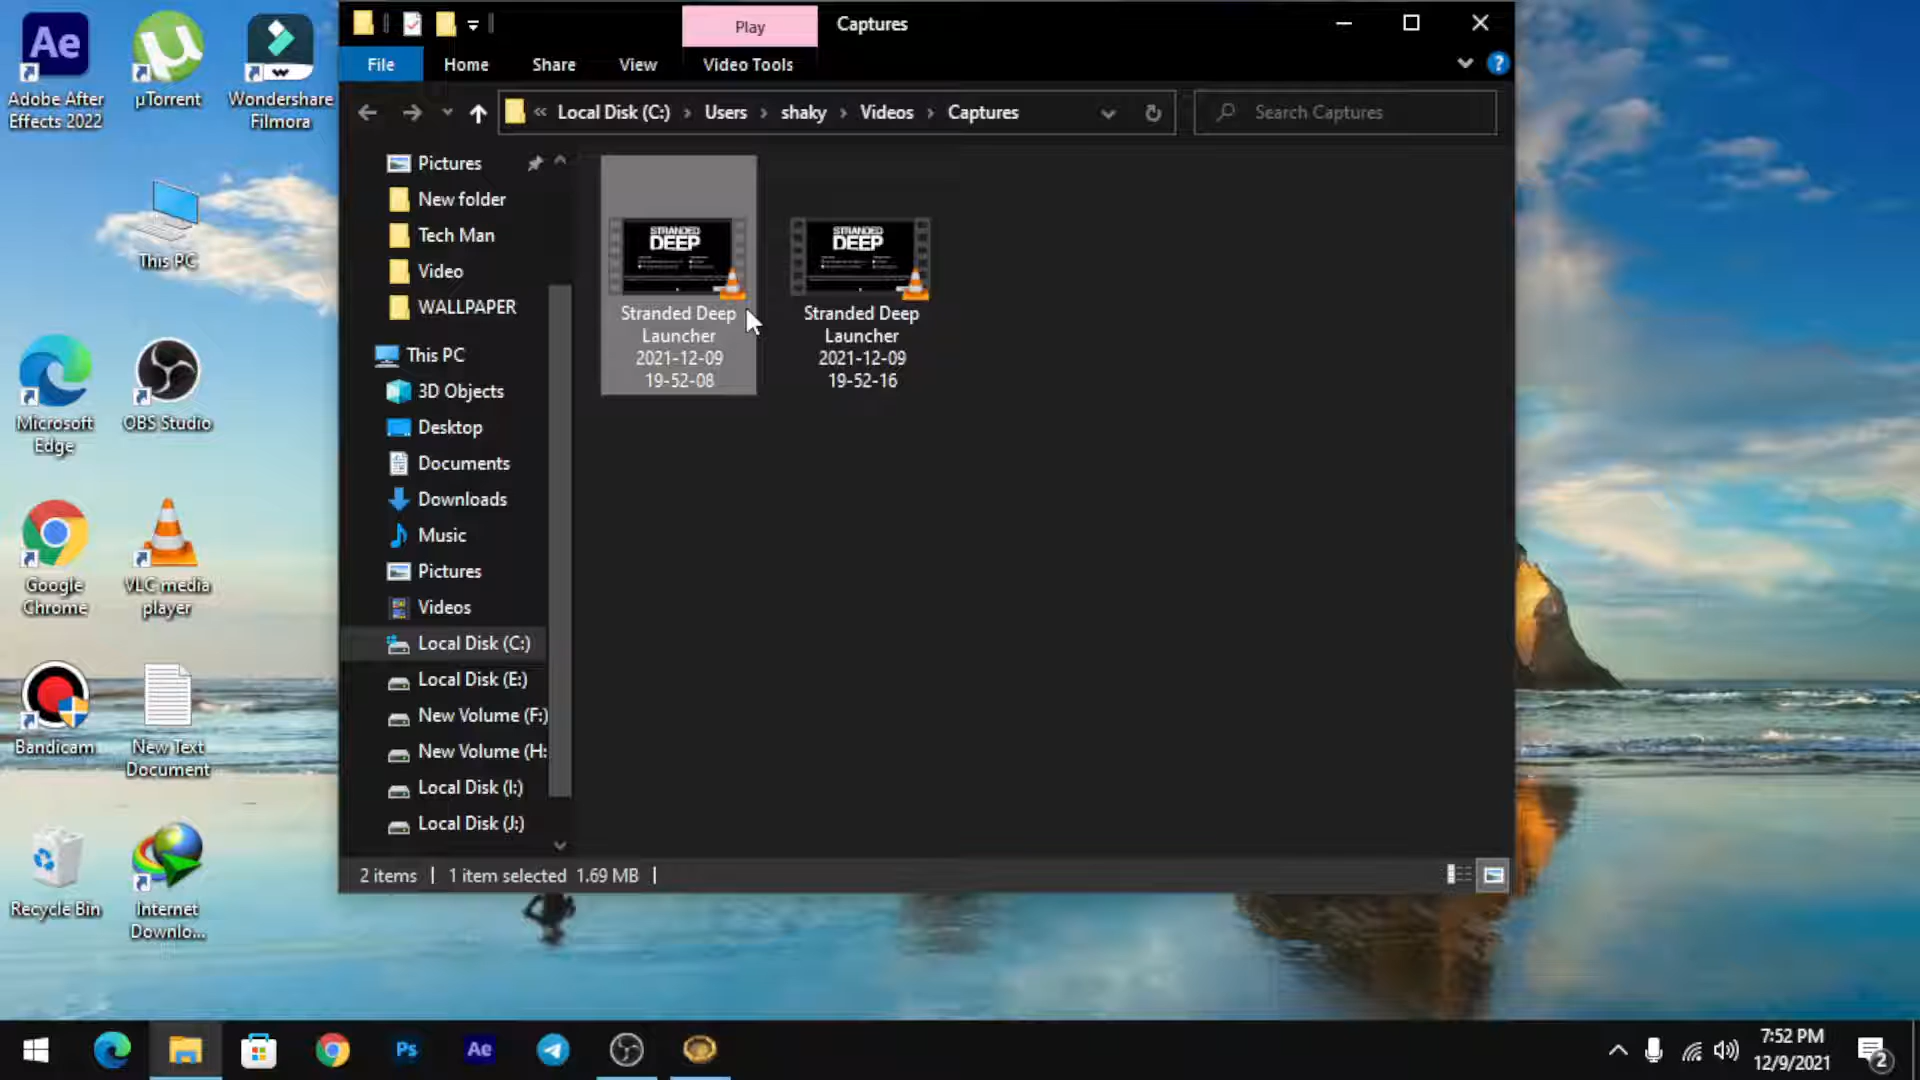 Ae
Adobe After
Effects 2022
µTorrent
Wondershare
Filmora
This PC
Microsoft
Edge
OBS Studio
Google
Chrome
VLC media
player
Bandicam
New Text
Document
Recycle Bin
Internet
Downlo...
Play
Captures
File
Home
Share
View
Video Tools
?
« Local Disk (C:) › Users › shaky › Videos › Captures
Search Captures
Pictures
New folder
Tech Man
Video
WALLPAPER
This PC
3D Objects
Desktop
Documents
Downloads
Music
Pictures
Videos
Local Disk (C:)
Local Disk (E:)
New Volume (F:)
New Volume (H:
Local Disk (I:)
Local Disk (J:)
STRANDED
DEEP
Stranded Deep
Launcher
2021-12-09
19-52-08
STRANDED
DEEP
Stranded Deep
Launcher
2021-12-09
19-52-16
2 items | 1 item selected 1.69 MB |
Ps
Ae
7:52 PM
12/9/2021
2